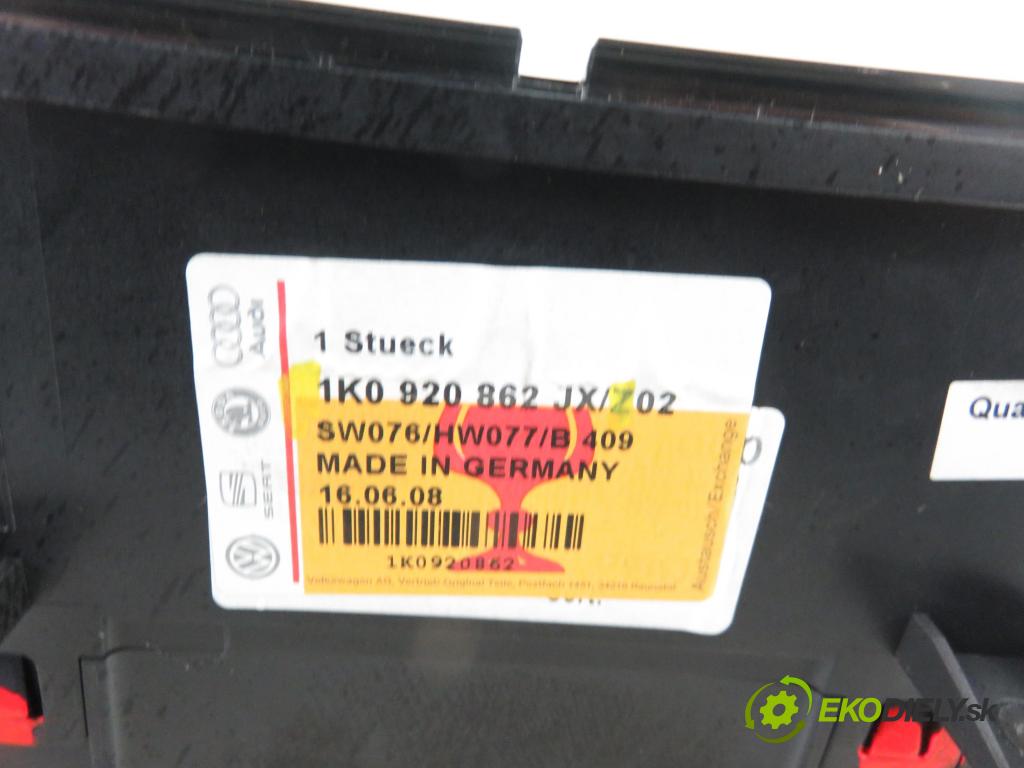 Audi
SEAT
1 Stueck
1K0 920 862 JX/Z02
SW076/HW077/B 409
MADE IN GERMANY
16.06.08
1K0920862
Austausch/Exchange
Qua
EKODIELY.sk